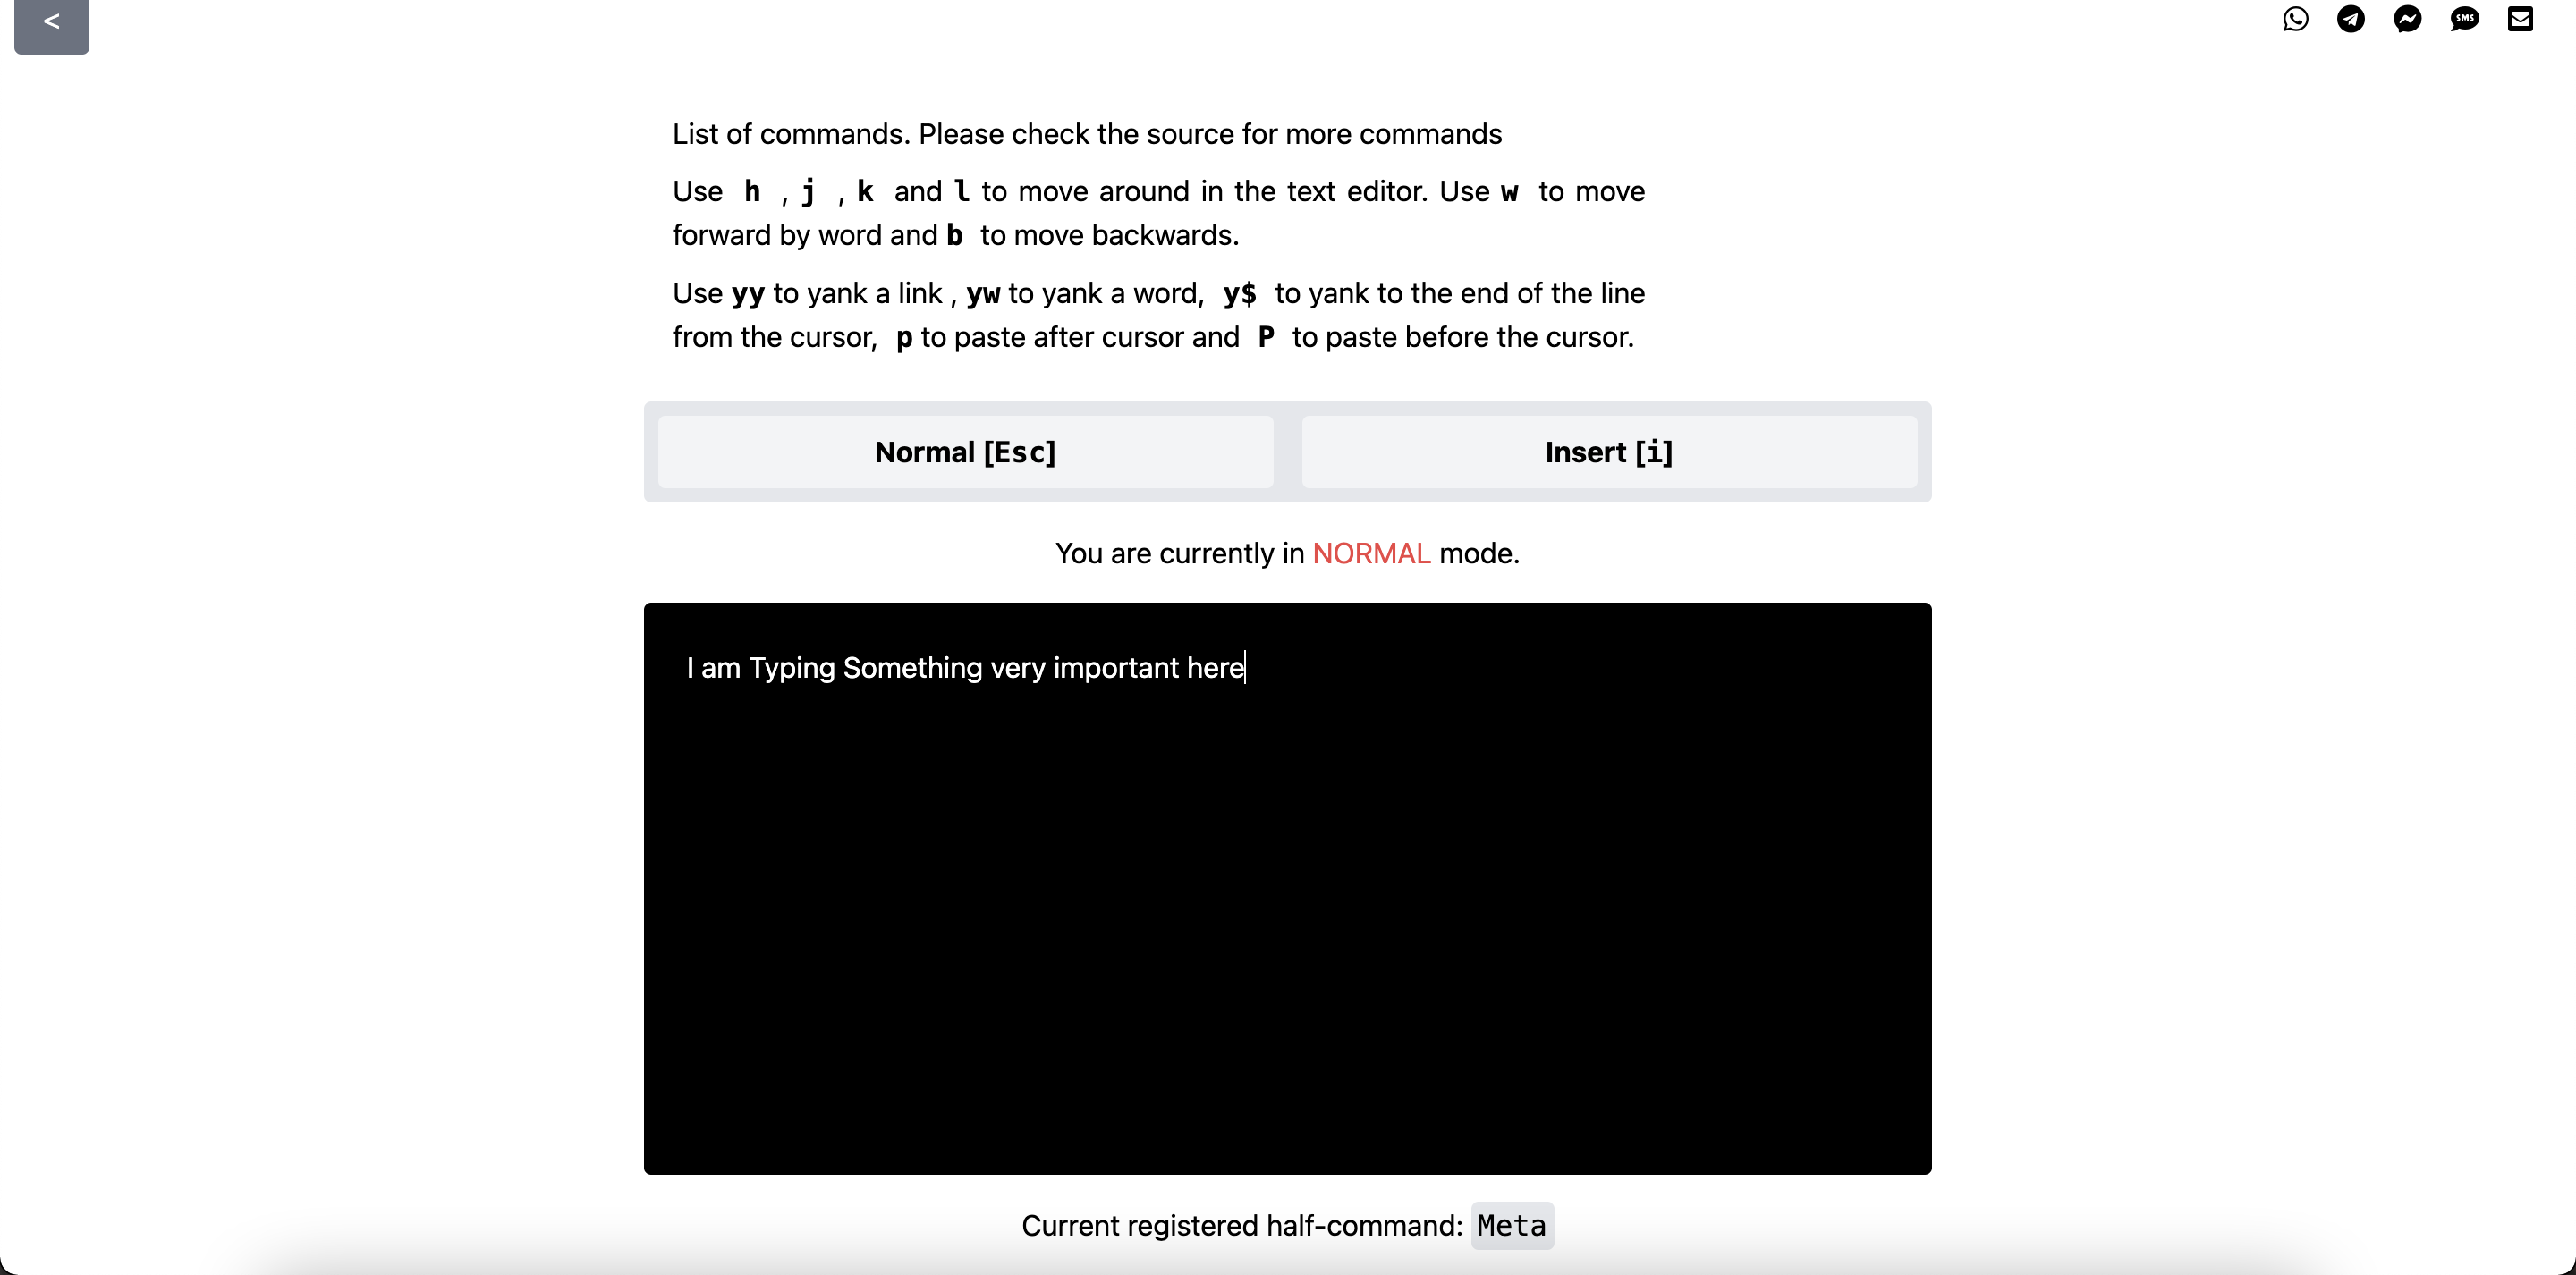 <
SMS
List of commands. Please check the source for more commands
Use h , j , k and l to move around in the text editor. Use w to move
forward by word and b to move backwards.
Use yy to yank a link , yw to yank a word, y$ to yank to the end of the line
from the cursor, p to paste after cursor and P to paste before the cursor.
Normal [Esc]
Insert [i]
You are currently in NORMAL mode.
I am Typing Something very important here
Current registered half-command: Meta